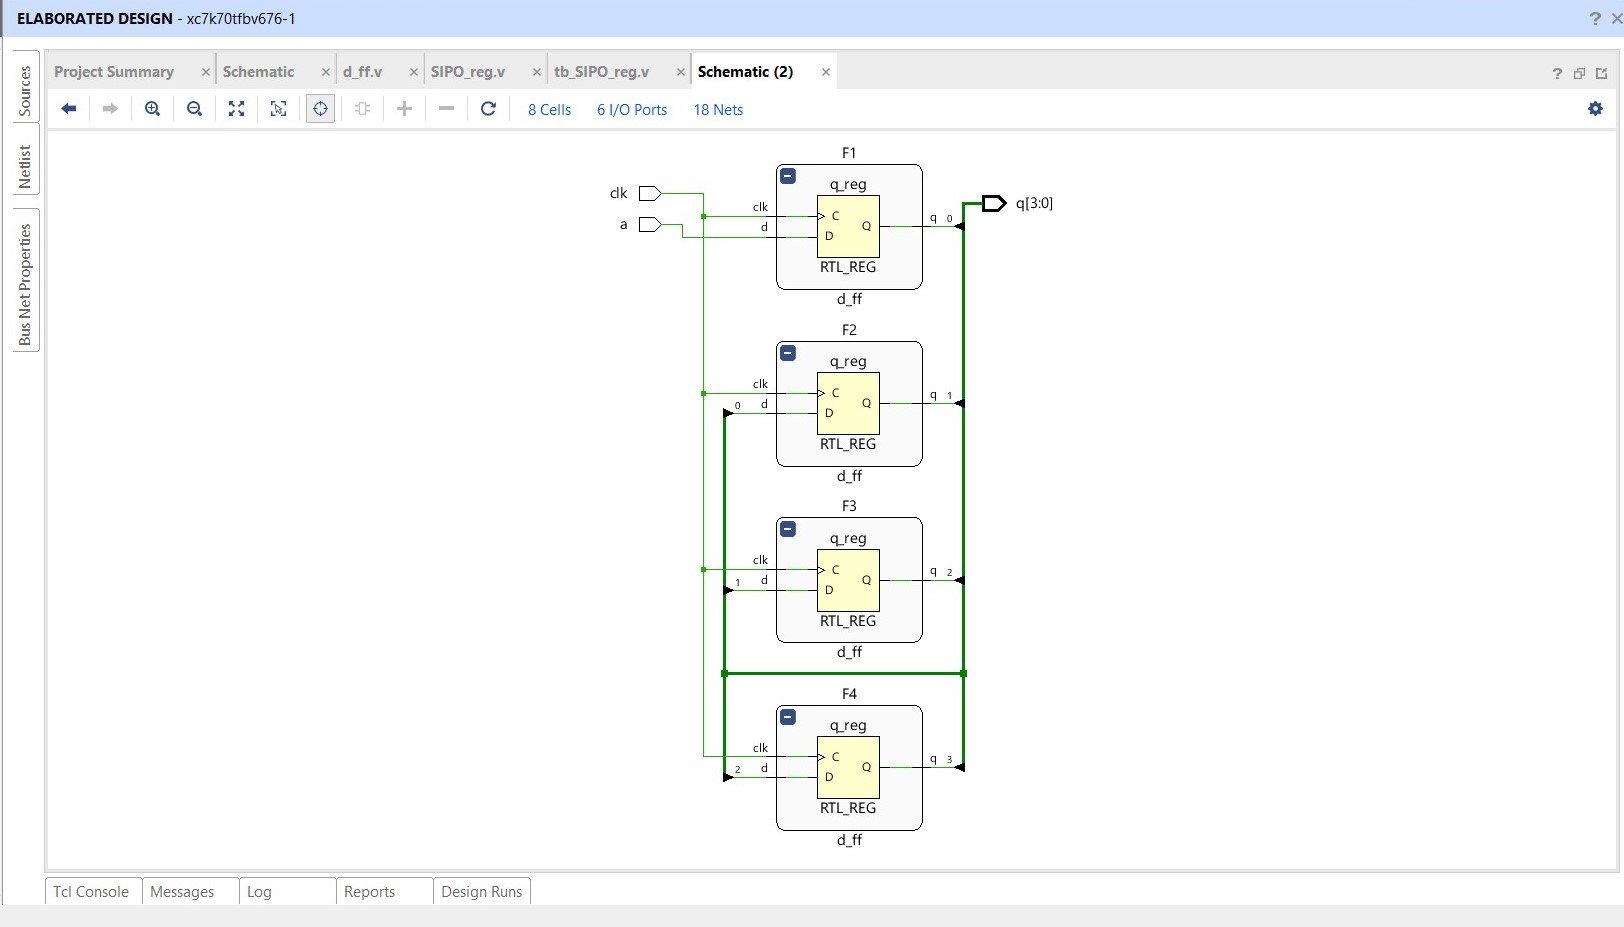 ELABORATED DESIGN - xc7k70tfbv676-1
? ×
Sources
Netlist
Bus Net Properties
Project Summary × Schematic × d_ff.v × SIPO_reg.v × tb_SIPO_reg.v × Schematic (2) ×
?
8 Cells 6 I/O Ports 18 Nets
F1
clk
a
q_reg
clk
d
C
D
Q
q 0
q[3:0]
RTL_REG
d_ff
F2
q_reg
clk
0 d
C
D
Q
q 1
RTL_REG
d_ff
F3
q_reg
clk
1 d
C
D
Q
q 2
RTL_REG
d_ff
F4
q_reg
clk
2 d
C
D
Q
q 3
RTL_REG
d_ff
Tcl Console Messages Log Reports Design Runs